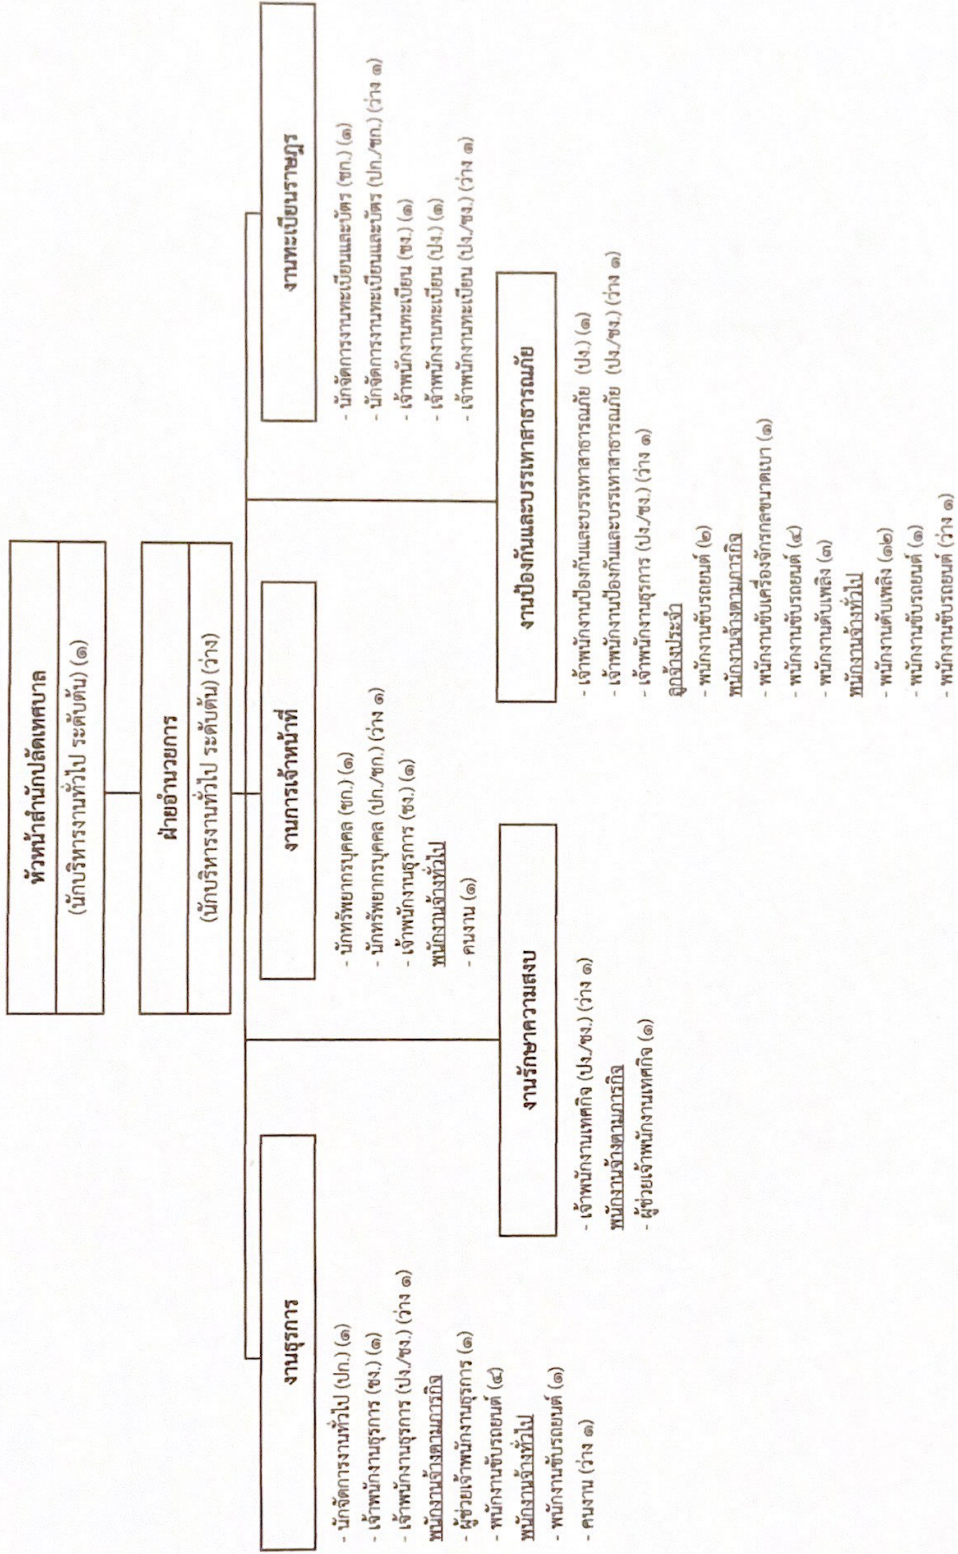 หัวหน้าสำนักปลัดเทศบาล
(นักบริหารงานทั่วไป ระดับต้น) (๑)
ฝ่ายอำนวยการ
(นักบริหารงานทั่วไป ระดับต้น) (ว่าง)
งานธุรการ
- นักจัดการงานทั่วไป (ปก.) (๑)
- เจ้าพนักงานธุรการ (ชง.) (๑)
- เจ้าพนักงานธุรการ (ปง./ชง.) (ว่าง ๑)
พนักงานจ้างตามภารกิจ
- ผู้ช่วยเจ้าพนักงานธุรการ (๑)
- พนักงานขับรถยนต์ (๔)
พนักงานจ้างทั่วไป
- พนักงานขับรถยนต์ (๑)
- คนงาน (ว่าง ๑)
งานการเจ้าหน้าที่
- นักทรัพยากรบุคคล (ชก.) (๑)
- นักทรัพยากรบุคคล (ปก./ชก.) (ว่าง ๑)
- เจ้าพนักงานธุรการ (ชง.) (๑)
พนักงานจ้างทั่วไป
- คนงาน (๑)
งานทะเบียนราษฎร
- นักจัดการงานทะเบียนและบัตร (ชก.) (๑)
- นักจัดการงานทะเบียนและบัตร (ปก./ชก.) (ว่าง ๑)
- เจ้าพนักงานทะเบียน (ชง.) (๑)
- เจ้าพนักงานทะเบียน (ปง.) (๑)
- เจ้าพนักงานทะเบียน (ปง./ชง.) (ว่าง ๑)
งานรักษาความสงบ
- เจ้าพนักงานเทศกิจ (ปง./ชง.) (ว่าง ๑)
พนักงานจ้างตามภารกิจ
- ผู้ช่วยเจ้าพนักงานเทศกิจ (๑)
งานป้องกันและบรรเทาสาธารณภัย
- เจ้าพนักงานป้องกันและบรรเทาสาธารณภัย (ปง.) (๑)
- เจ้าพนักงานป้องกันและบรรเทาสาธารณภัย (ปง./ชง.) (ว่าง ๑)
- เจ้าพนักงานธุรการ (ปง./ชง.) (ว่าง ๑)
ลูกจ้างประจำ
- พนักงานขับรถยนต์ (๒)
พนักงานจ้างตามภารกิจ
- พนักงานขับเครื่องจักรกลขนาดเบา (๑)
- พนักงานขับรถยนต์ (๔)
- พนักงานดับเพลิง (๓)
พนักงานจ้างทั่วไป
- พนักงานดับเพลิง (๑๒)
- พนักงานขับรถยนต์ (๑)
- พนักงานขับรถยนต์ (ว่าง ๑)